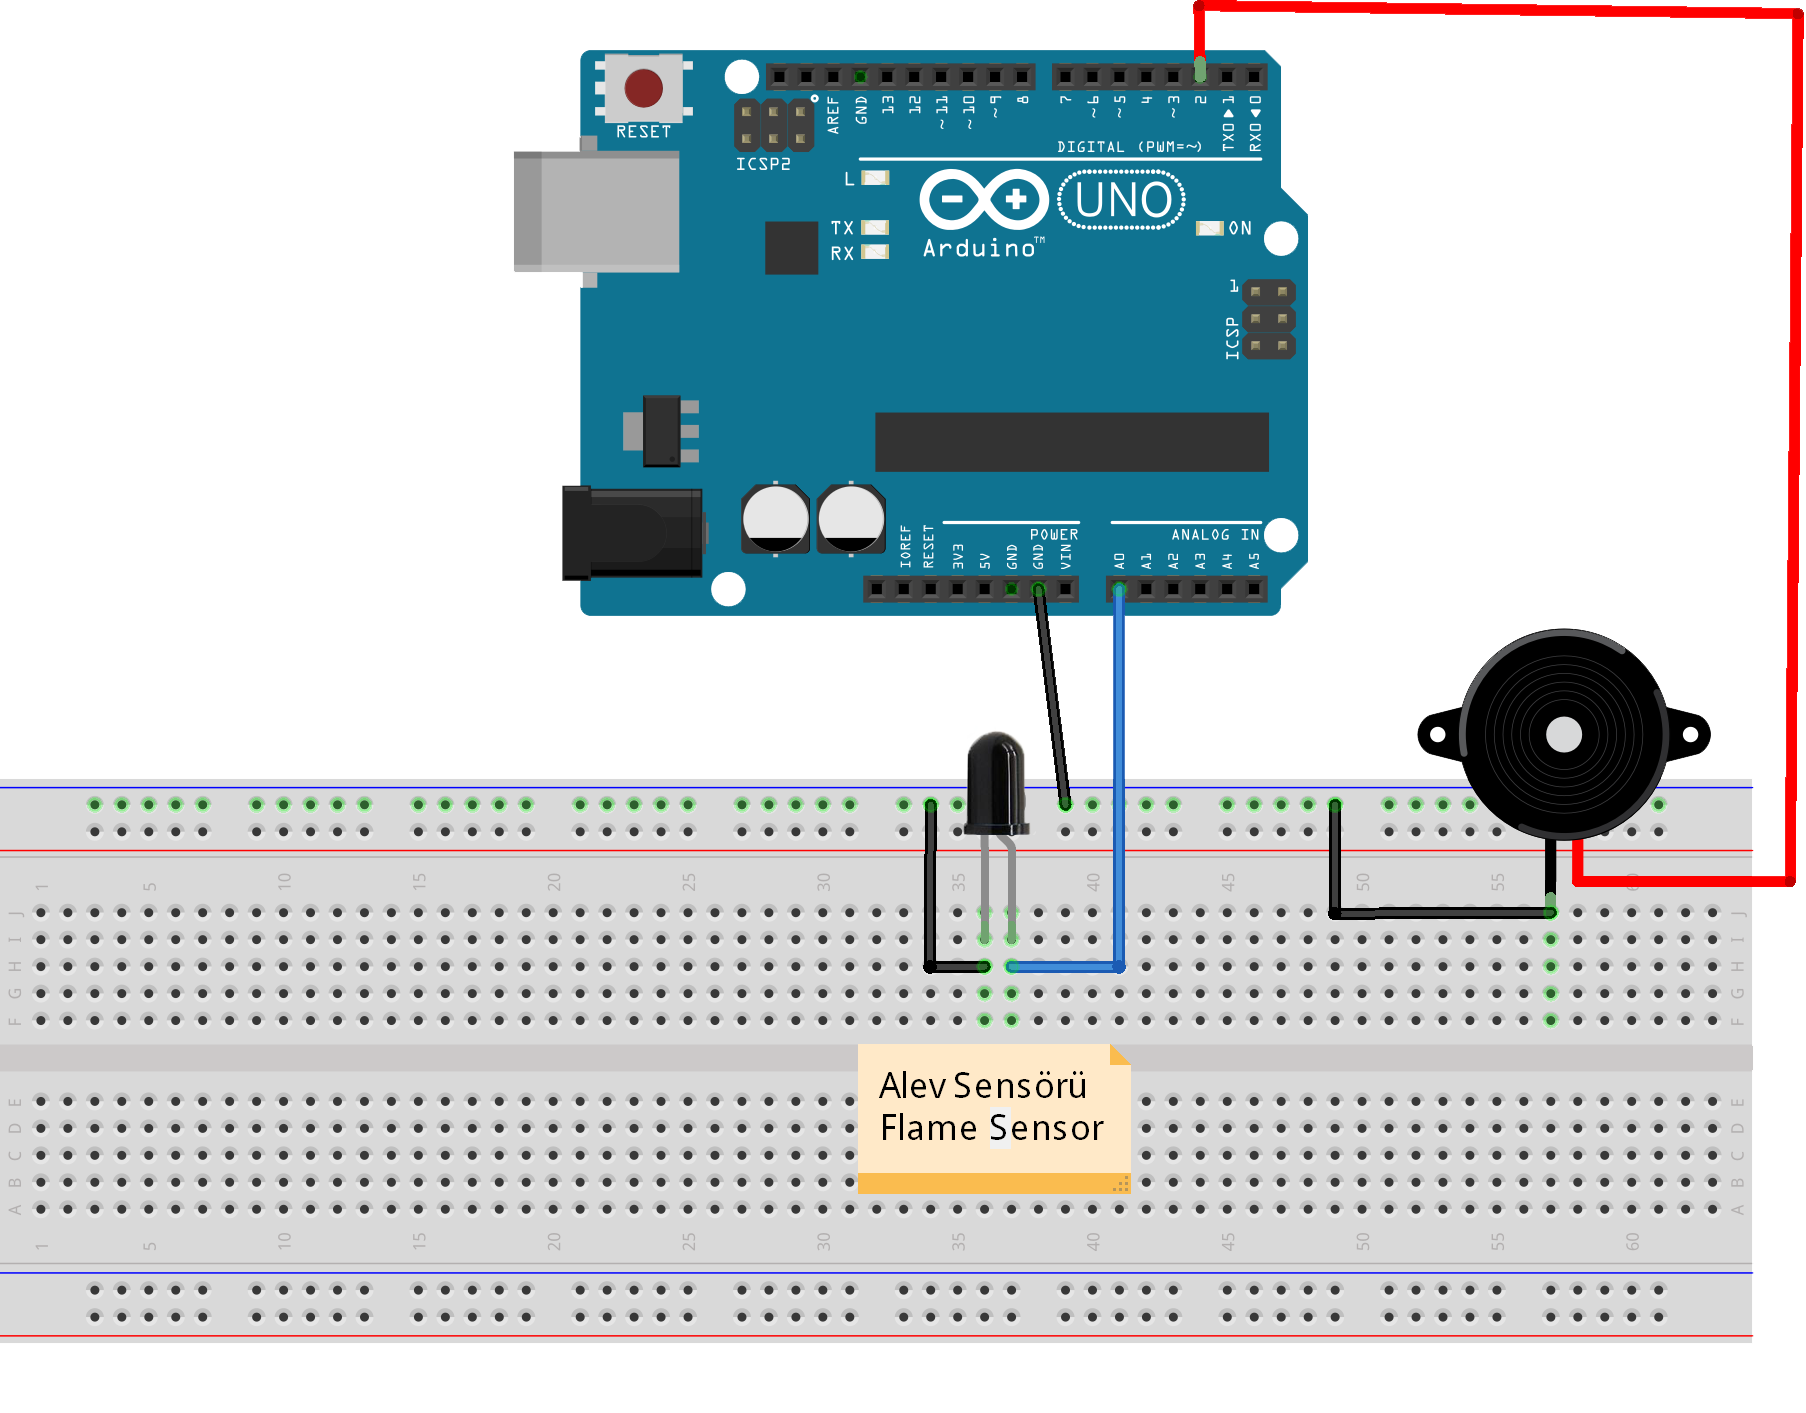 RESET
ICSP2
AREF
GND
13
12
~11
~10
~9
8
7
~6
~5
4
~3
2
TX0▶1
RX0◀0
DIGITAL (PWM=~)
L
TX
RX
Arduino™
UNO
ON
1
ICSP
IOREF
RESET
3V3
5V
GND
GND
VIN
POWER
A0
A1
A2
A3
A4
A5
ANALOG IN
1 5 10 15 20 25 30 35 40 45 50 55 60
J J
I I
H H
G G
F F
Alev Sensörü
Flame Sensor
E E
D D
C C
B B
A A
1 5 10 15 20 25 30 35 40 45 50 55 60